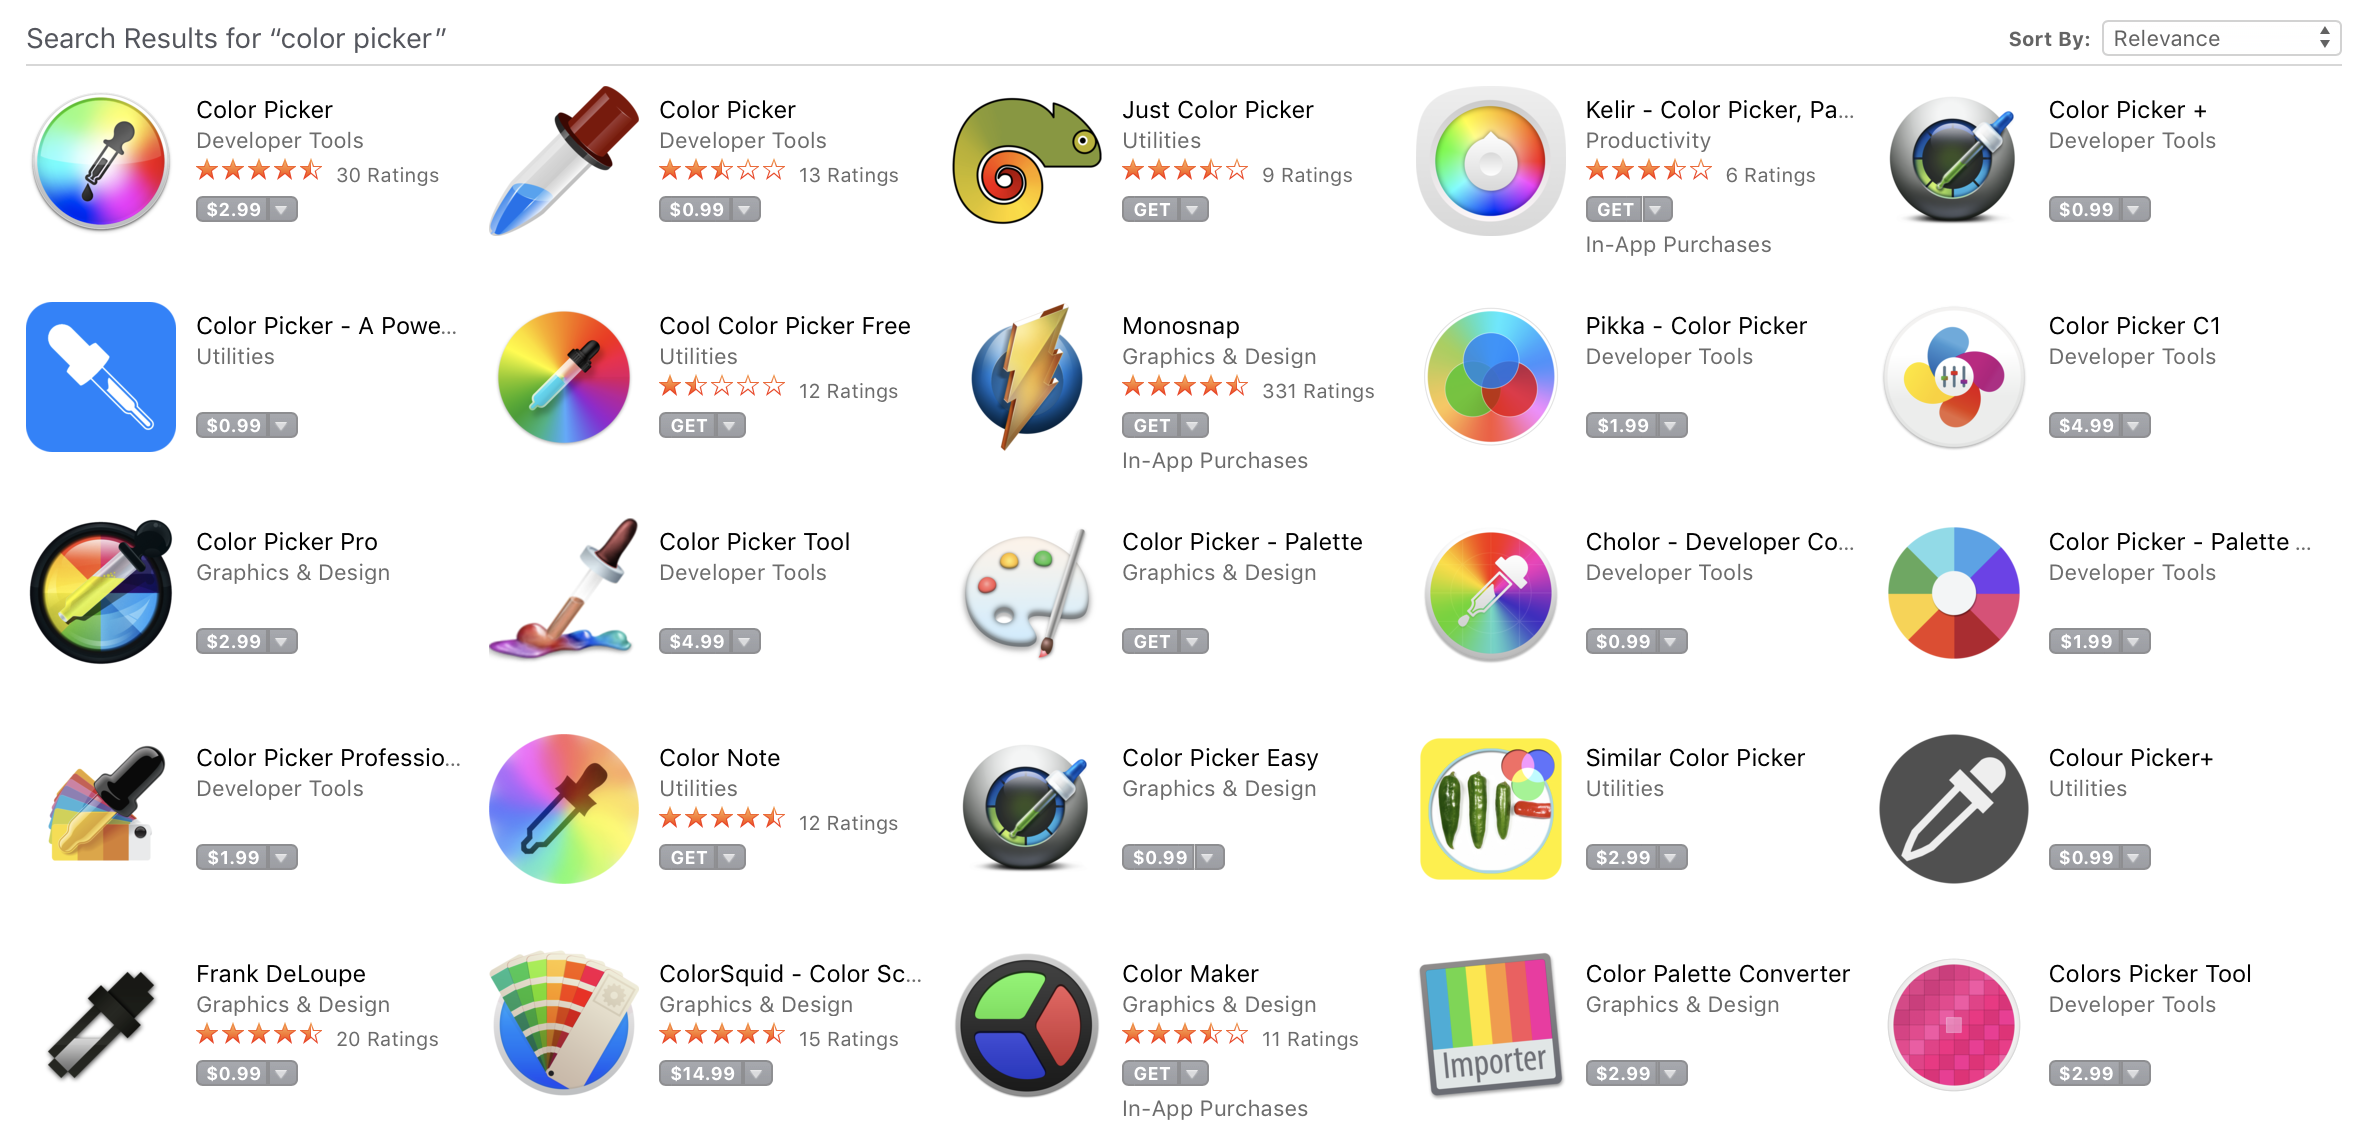 Search Results for “color picker”
Sort By: Relevance
Color Picker
Developer Tools
30 Ratings
$2.99
Color Picker
Developer Tools
13 Ratings
$0.99
Just Color Picker
Utilities
9 Ratings
GET
Kelir - Color Picker, Pa...
Productivity
6 Ratings
GET
In-App Purchases
Color Picker +
Developer Tools
$0.99
Color Picker - A Powe...
Utilities
$0.99
Cool Color Picker Free
Utilities
12 Ratings
GET
Monosnap
Graphics & Design
331 Ratings
GET
In-App Purchases
Pikka - Color Picker
Developer Tools
$1.99
Color Picker C1
Developer Tools
$4.99
Color Picker Pro
Graphics & Design
$2.99
Color Picker Tool
Developer Tools
$4.99
Color Picker - Palette
Graphics & Design
GET
Cholor - Developer Co...
Developer Tools
$0.99
Color Picker - Palette ...
Developer Tools
$1.99
Color Picker Professio...
Developer Tools
$1.99
Color Note
Utilities
12 Ratings
GET
Color Picker Easy
Graphics & Design
$0.99
Similar Color Picker
Utilities
$2.99
Colour Picker+
Utilities
$0.99
Frank DeLoupe
Graphics & Design
20 Ratings
$0.99
ColorSquid - Color Sc...
Graphics & Design
15 Ratings
$14.99
Color Maker
Graphics & Design
11 Ratings
GET
In-App Purchases
Importer
Color Palette Converter
Graphics & Design
$2.99
Colors Picker Tool
Developer Tools
$2.99